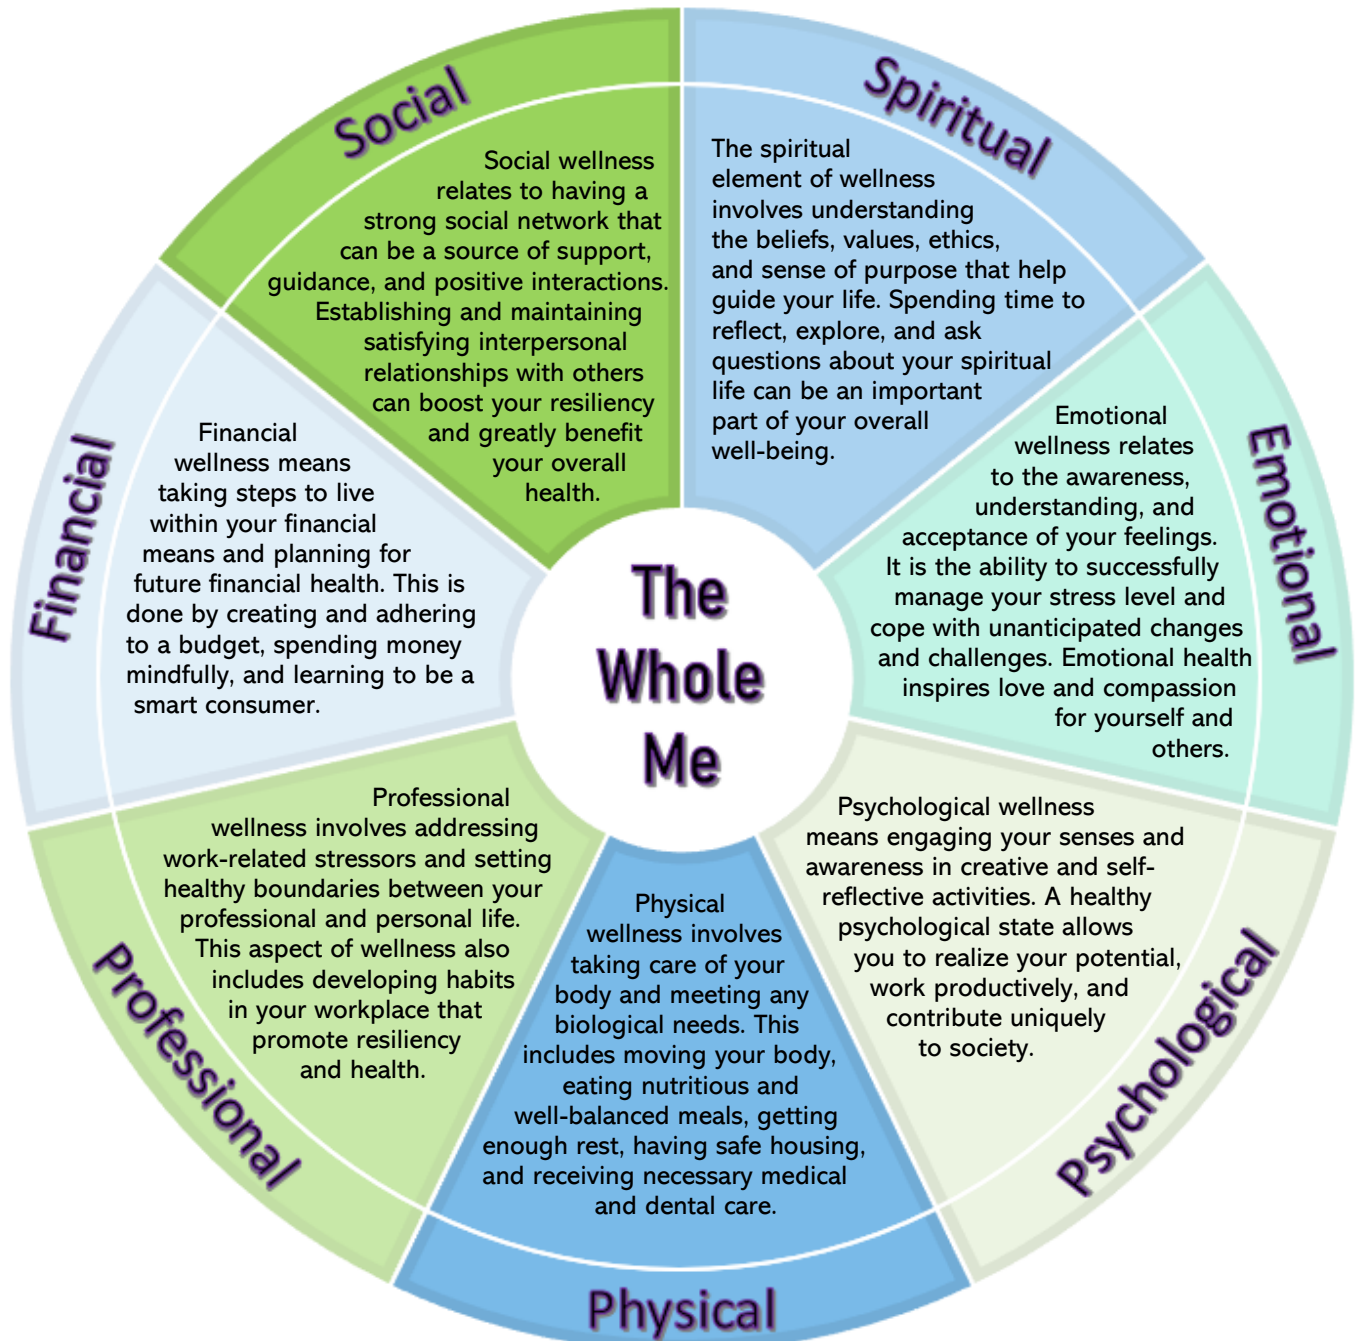 Social
Social wellness
relates to having a
strong social network that
can be a source of support,
guidance, and positive interactions.
Establishing and maintaining
satisfying interpersonal
relationships with others
can boost your resiliency
and greatly benefit
your overall
health.
Spiritual
The spiritual
element of wellness
involves understanding
the beliefs, values, ethics,
and sense of purpose that help
guide your life. Spending time to
reflect, explore, and ask
questions about your spiritual
life can be an important
part of your overall
well-being.
Emotional
Emotional
wellness relates
to the awareness,
understanding, and
acceptance of your feelings.
It is the ability to successfully
manage your stress level and
cope with unanticipated changes
and challenges. Emotional health
inspires love and compassion
for yourself and
others.
Psychological
Psychological wellness
means engaging your senses and
awareness in creative and self-
reflective activities. A healthy
psychological state allows
you to realize your potential,
work productively, and
contribute uniquely
to society.
Physical
Physical
wellness involves
taking care of your
body and meeting any
biological needs. This
includes moving your body,
eating nutritious and
well-balanced meals, getting
enough rest, having safe housing,
and receiving necessary medical
and dental care.
Professional
Professional
wellness involves addressing
work-related stressors and setting
healthy boundaries between your
professional and personal life.
This aspect of wellness also
includes developing habits
in your workplace that
promote resiliency
and health.
Financial
Financial
wellness means
taking steps to live
within your financial
means and planning for
future financial health. This is
done by creating and adhering
to a budget, spending money
mindfully, and learning to be a
smart consumer.
The
Whole
Me